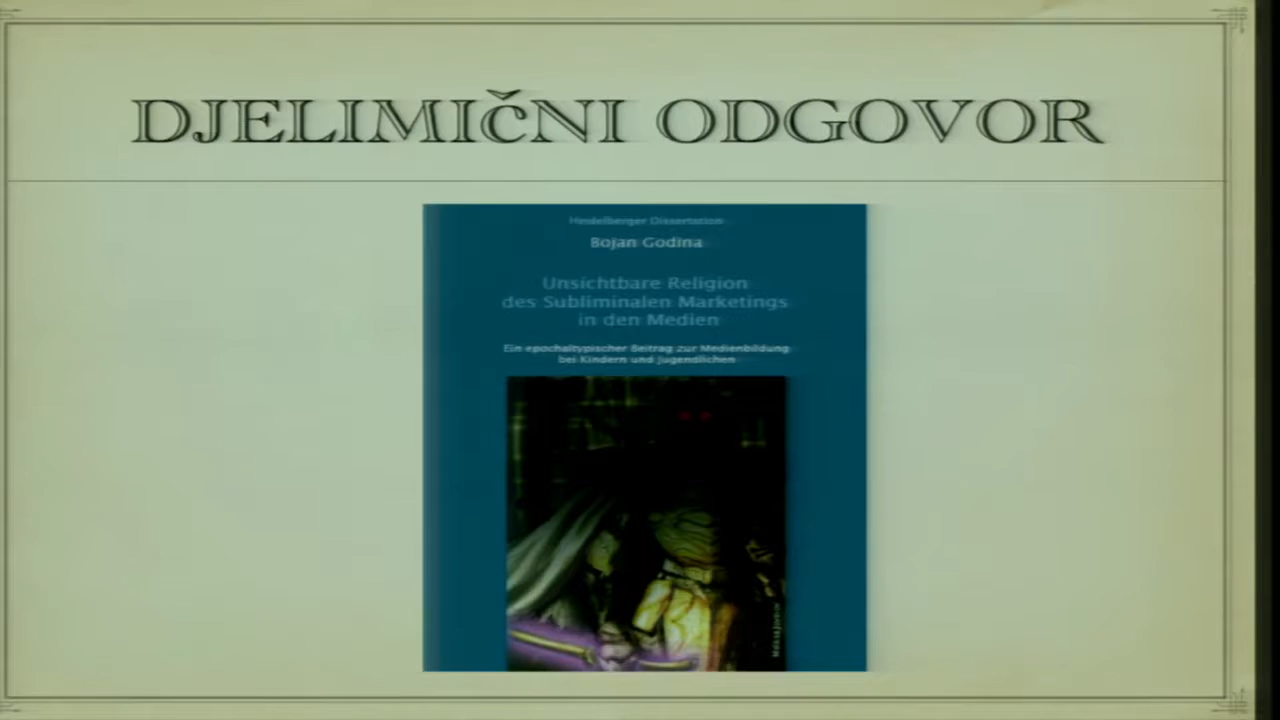 DJELIMIČNI ODGOVOR
Heidelberger Dissertation
Bojan Godina
Unsichtbare Religion
des Subliminalen Marketings
in den Medien
Ein epochaltypischer Beitrag zur Medienbildung
bei Kindern und Jugendlichen